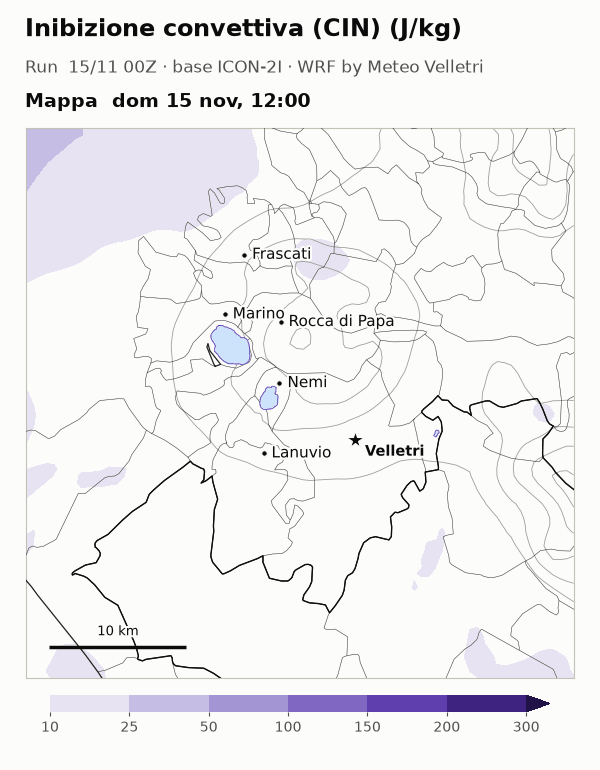 Inibizione convettiva (CIN) (J/kg)
Run  15/11 00Z · base ICON-2I · WRF by Meteo Velletri
Mappa  dom 15 nov, 12:00
Frascati
Marino
Rocca di Papa
Nemi
Velletri
Lanuvio
10 km
10 25 50 100 150 200 300